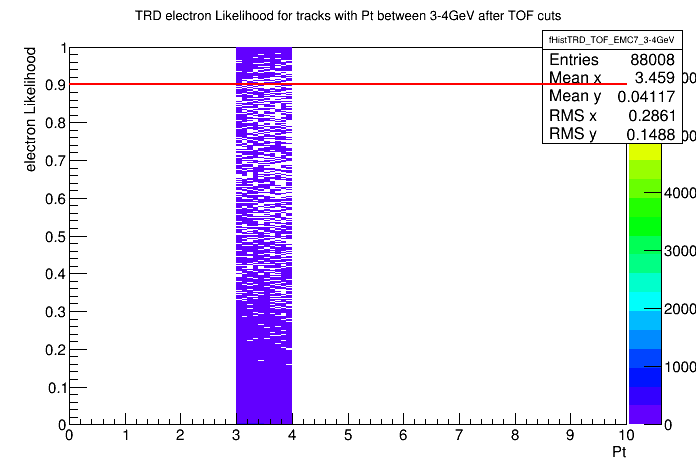 TRD electron Likelihood for tracks with Pt between 3-4GeV after TOF cuts
fHistTRD_TOF_EMC7_3-4GeV
Entries 88008
Mean x 3.459
Mean y 0.04117
RMS x 0.2861
RMS y 0.1488
electron Likelihood
1
0.9
0.8
0.7
0.6
0.5
0.4
0.3
0.2
0.1
0
0 1 2 3 4 5 6 7 8 9 10
Pt
4000
3000
2000
1000
0